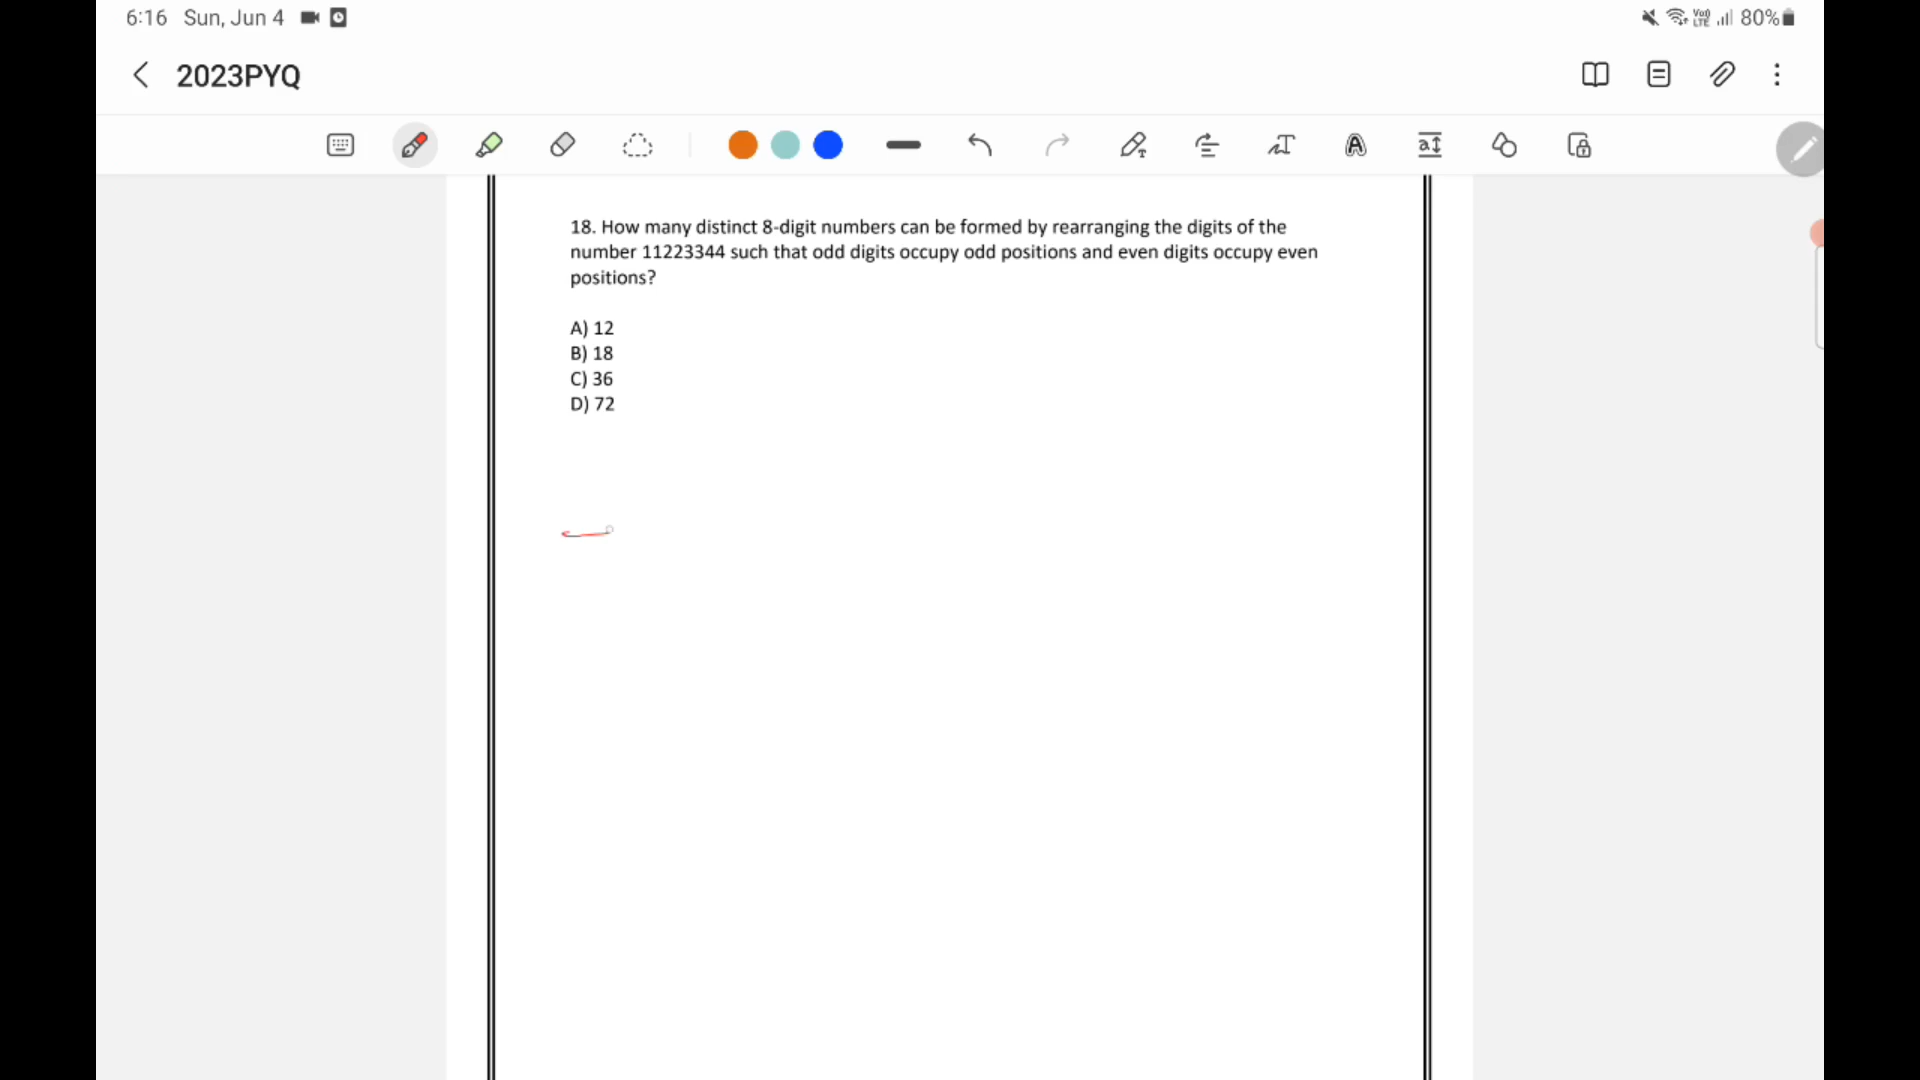 6:16 Sun, Jun 4
Vo) LTE 80%
2023PYQ
18. How many distinct 8-digit numbers can be formed by rearranging the digits of the
number 11223344 such that odd digits occupy odd positions and even digits occupy even
positions?
A) 12
B) 18
C) 36
D) 72